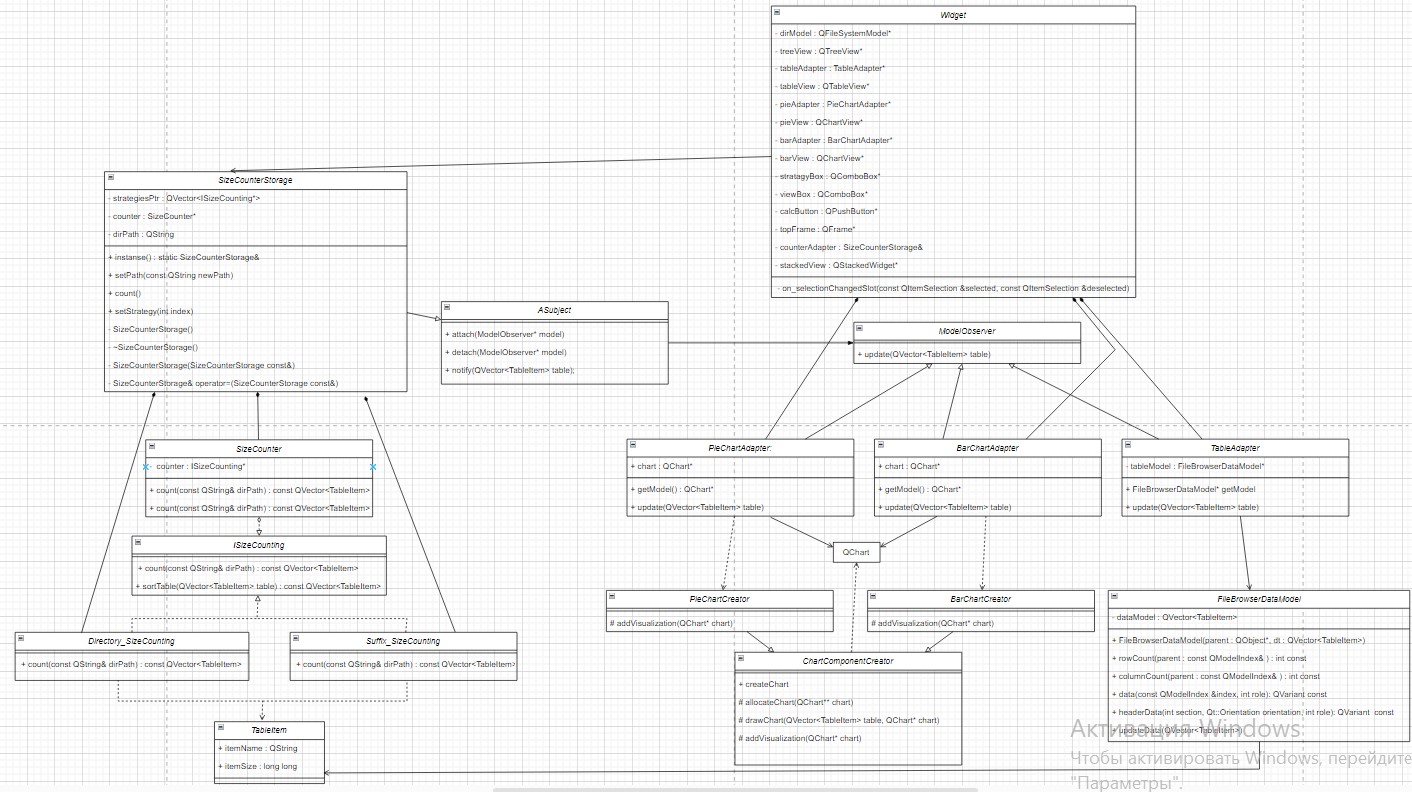 Widget
- dirModel : QFileSystemModel*
- treeView : QTreeView*
- tableAdapter : TableAdapter*
- tableView : QTableView*
- pieAdapter : PieChartAdapter*
- pieView : QChartView*
- barAdapter : BarChartAdapter*
- barView : QChartView*
- stratagyBox : QComboBox*
- viewBox : QComboBox*
- calcButton : QPushButton*
- topFrame : QFrame*
- counterAdapter : SizeCounterStorage&
- stackedView : QStackedWidget*
- on_selectionChangedSlot(const QItemSelection &selected, const QItemSelection &deselected)
SizeCounterStorage
- strategiesPtr : QVector<ISizeCounting*>
- counter : SizeCounter*
- dirPath : QString
+ instanse() : static SizeCounterStorage&
+ setPath(const QString newPath)
+ count()
+ setStrategy(int index)
- SizeCounterStorage()
- ~SizeCounterStorage()
- SizeCounterStorage(SizeCounterStorage const&)
- SizeCounterStorage& operator=(SizeCounterStorage const&)
ASubject
+ attach(ModelObserver* model)
+ detach(ModelObserver* model)
+ notify(QVector<TableItem> table);
ModelObserver
+ update(QVector<TableItem> table)
SizeCounter
- counter : ISizeCounting*
+ count(const QString& dirPath) : const QVector<TableItem>
+ count(const QString& dirPath) : const QVector<TableItem>
ISizeCounting
+ count(const QString& dirPath) : const QVector<TableItem>
+ sortTable(QVector<TableItem> table) : const QVector<TableItem>
Directory_SizeCounting
+ count(const QString& dirPath) : const QVector<TableItem>
Suffix_SizeCounting
+ count(const QString& dirPath) : const QVector<TableItem>
TableItem
+ itemName : QString
+ itemSize : long long
PieChartAdapter:
+ chart : QChart*
+ getModel() : QChart*
+ update(QVector<TableItem> table)
BarChartAdapter
+ chart : QChart*
+ getModel() : QChart*
+ update(QVector<TableItem> table)
TableAdapter
- tableModel : FileBrowserDataModel*
+ FileBrowserDataModel* getModel
+ update(QVector<TableItem> table)
QChart
PieChartCreator
# addVisualization(QChart* chart)
BarChartCreator
# addVisualization(QChart* chart)
ChartComponentCreator
+ createChart
# allocateChart(QChart** chart)
# drawChart(QVector<TableItem> table, QChart* chart)
# addVisualization(QChart* chart)
FileBrowserDataModel
- dataModel : QVector<TableItem>
+ FileBrowserDataModel(parent : QObject*, dt : QVector<TableItem>)
+ rowCount(parent : const QModelIndex& ) : int const
+ columnCount(parent : const QModelIndex& ) : int const
+ data(const QModelIndex &index, int role): QVariant const
+ headerData(int section, Qt::Orientation orientation, int role): QVariant const
+ updateData(QVector<TableItem>)
Активация Windows
Чтобы активировать Windows, перейдите
"Параметры".